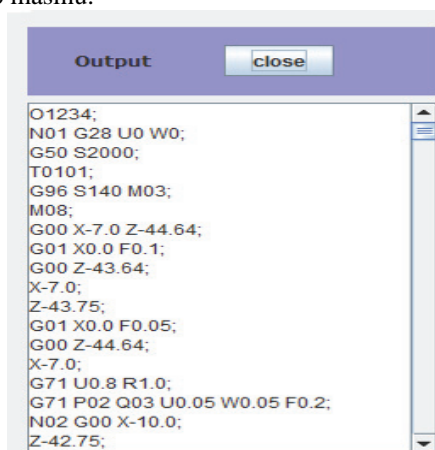 Output close
O1234;
N01 G28 U0 W0;
G50 S2000;
T0101;
G96 S140 M03;
M08;
G00 X-7.0 Z-44.64;
G01 X0.0 F0.1;
G00 Z-43.64;
X-7.0;
Z-43.75;
G01 X0.0 F0.05;
G00 Z-44.64;
X-7.0;
G71 U0.8 R1.0;
G71 P02 Q03 U0.05 W0.05 F0.2;
N02 G00 X-10.0;
Z-42.75;